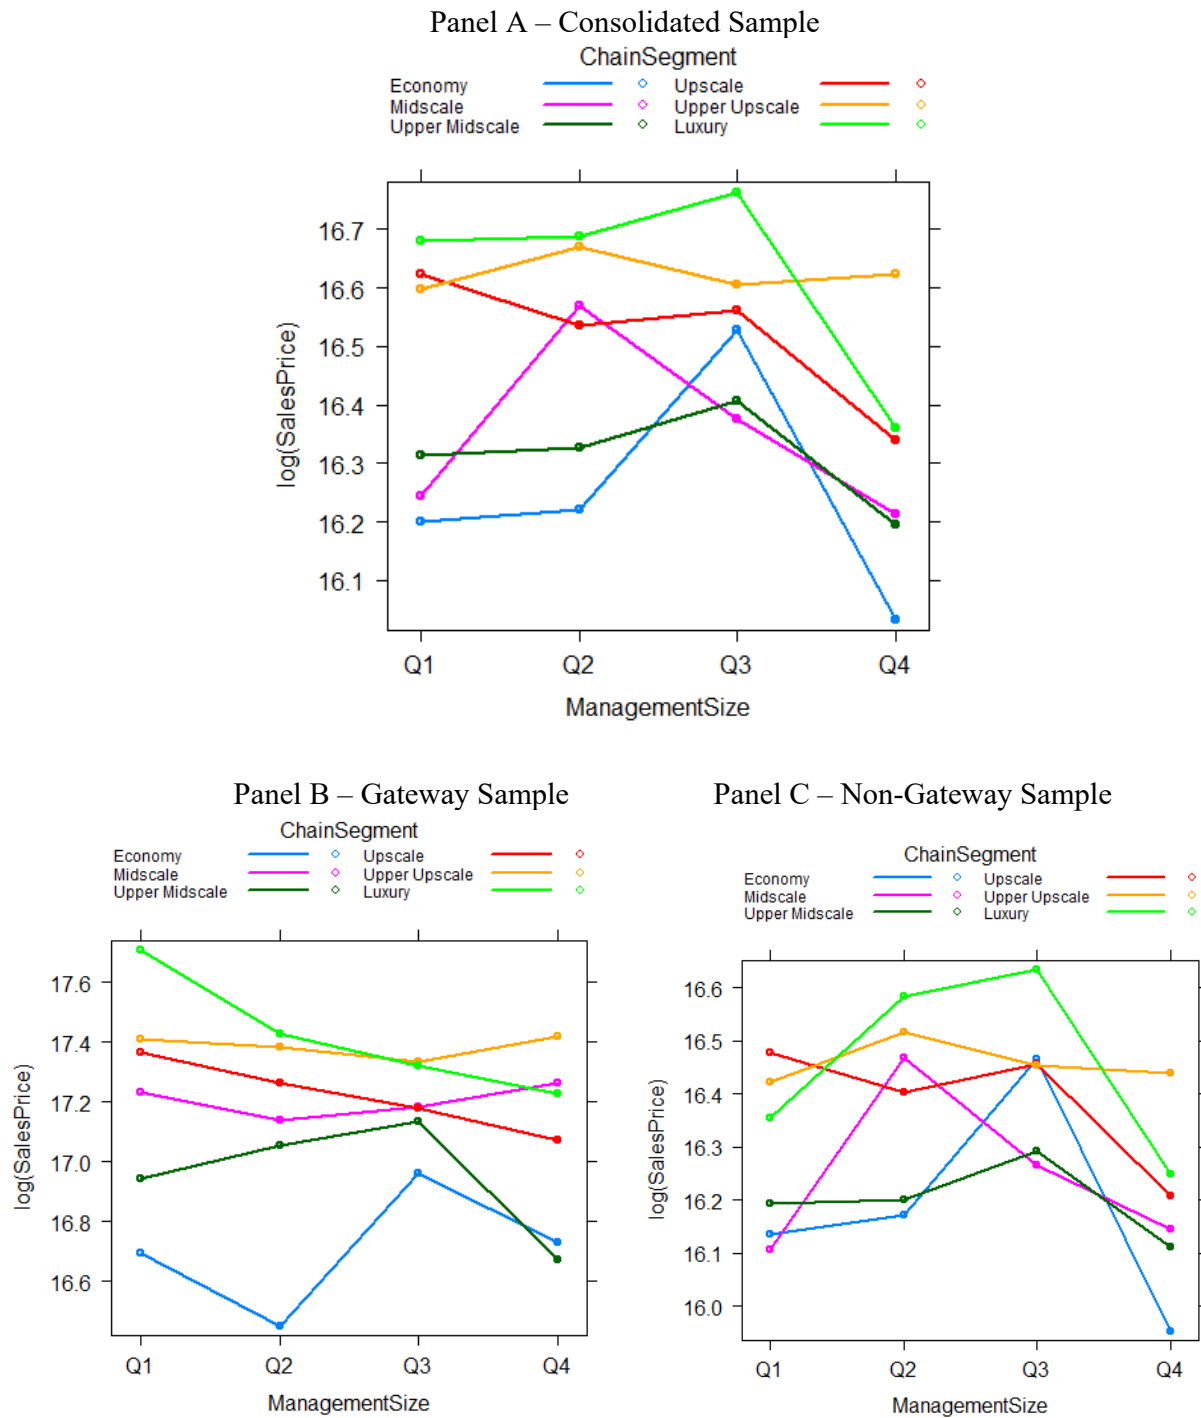 Panel A – Consolidated Sample
ChainSegment
Economy Upscale
Midscale Upper Upscale
Upper Midscale Luxury
16.7
16.6
16.5
16.4
16.3
16.2
16.1
log(SalesPrice)
Q1 Q2 Q3 Q4
ManagementSize
Panel B – Gateway Sample
ChainSegment
Economy Upscale
Midscale Upper Upscale
Upper Midscale Luxury
17.6
17.4
17.2
17.0
16.8
16.6
log(SalesPrice)
Q1 Q2 Q3 Q4
ManagementSize
Panel C – Non-Gateway Sample
ChainSegment
Economy Upscale
Midscale Upper Upscale
Upper Midscale Luxury
16.6
16.5
16.4
16.3
16.2
16.1
16.0
log(SalesPrice)
Q1 Q2 Q3 Q4
ManagementSize